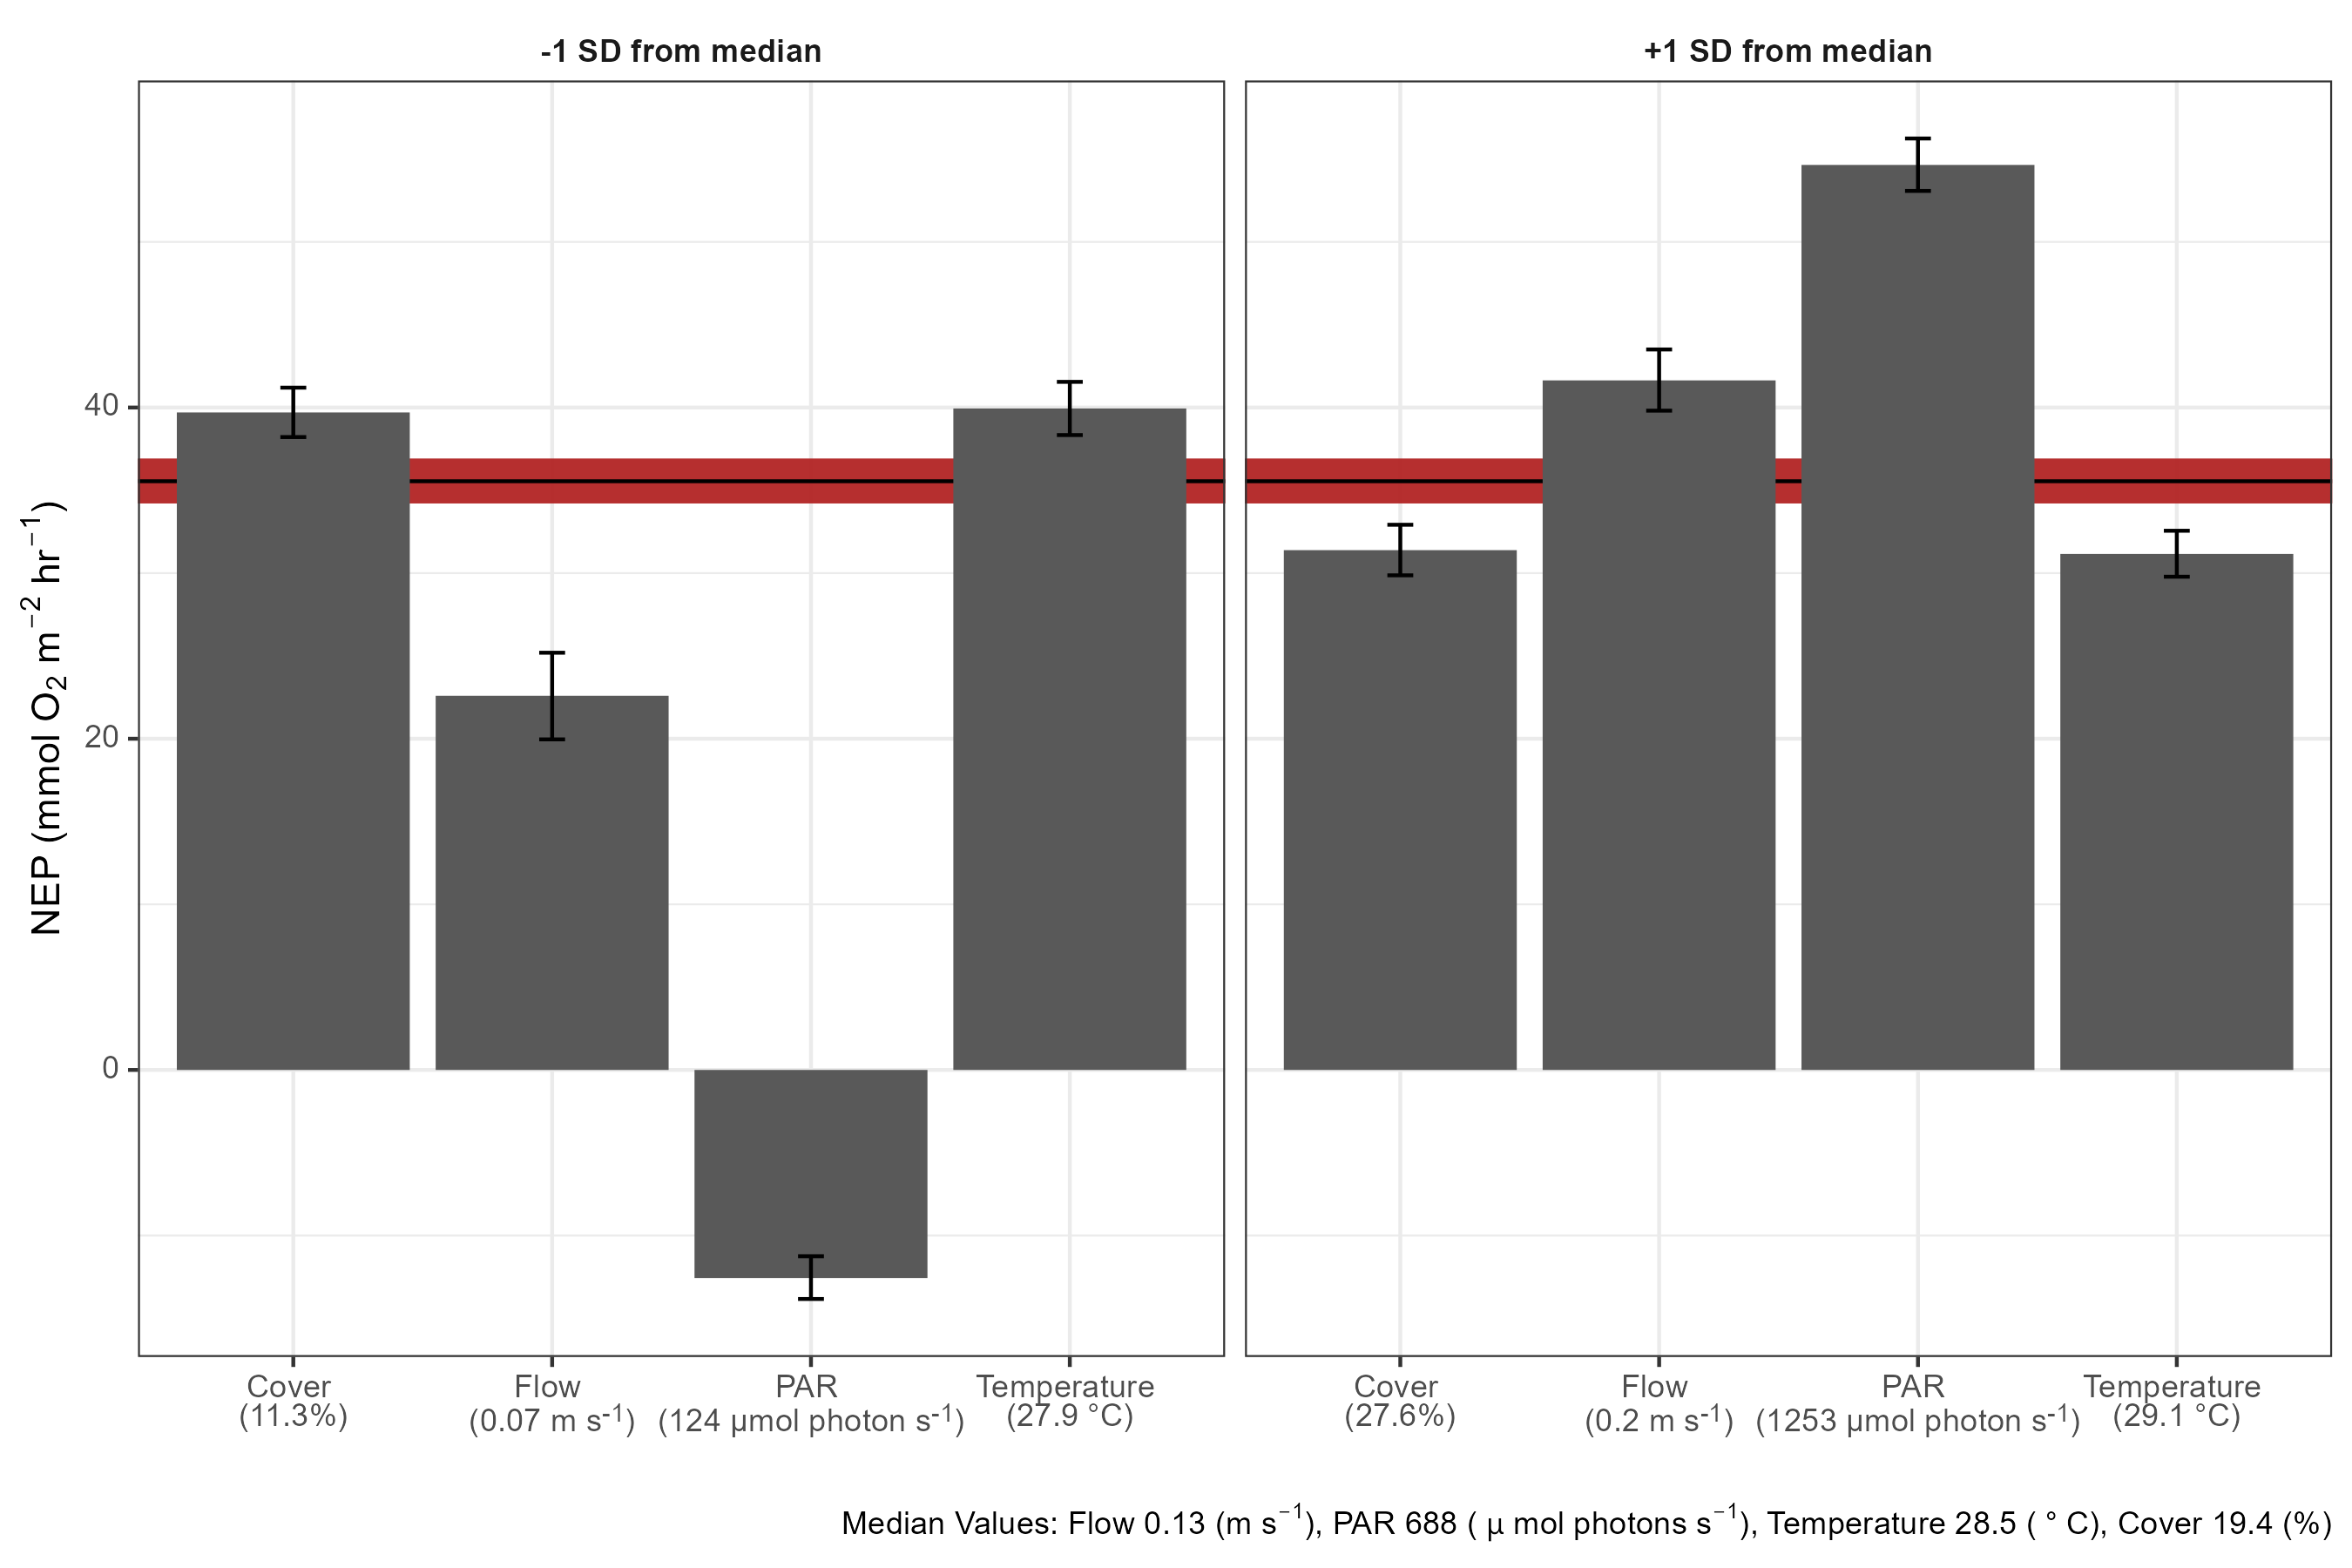 -1 SD from median
+1 SD from median
NEP (mmol O₂ m⁻² hr⁻¹)
40
20
0
Cover
(11.3%)
Flow
(0.07 m s⁻¹)
PAR
(124 µmol photon s⁻¹)
Temperature
(27.9 °C)
Cover
(27.6%)
Flow
(0.2 m s⁻¹)
PAR
(1253 µmol photon s⁻¹)
Temperature
(29.1 °C)
Median Values: Flow 0.13 (m s⁻¹), PAR 688 ( µ mol photons s⁻¹), Temperature 28.5 ( ° C), Cover 19.4 (%)